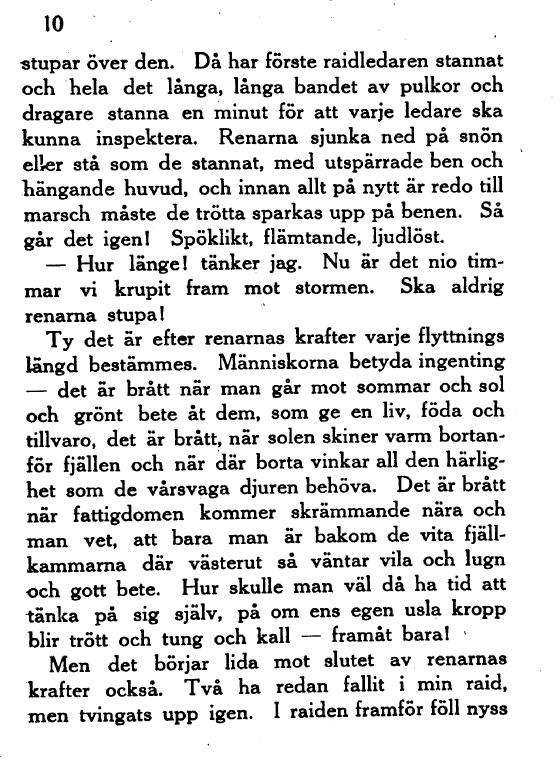 10
stupar över den. Då har förste raidledaren stannat
och hela det långa, långa bandet av pulkor och
dragare stanna en minut för att varje ledare ska
kunna inspektera. Renarna sjunka ned på snön
eller stå som de stannat, med utspärrade ben och
hängande huvud, och innan allt på nytt är redo till
marsch måste de trötta sparkas upp på benen. Så
går det igen! Spöklikt, flämtande, ljudlöst.
— Hur länge! tänker jag. Nu är det nio tim-
mar vi krupit fram mot stormen. Ska aldrig
renarna stupa!
Ty det är efter renarnas krafter varje flyttnings
längd bestämmes. Människorna betyda ingenting
— det är brått när man går mot sommar och sol
och grönt bete åt dem, som ge en liv, föda och
tillvaro, det är brått, när solen skiner varm bortan-
för fjällen och när där borta vinkar all den härlig-
het som de vårsvaga djuren behöva. Det är brått
när fattigdomen kommer skrämmande nära och
man vet, att bara man är bakom de vita fjäll-
kammarna där västerut så väntar vila och lugn
och gott bete. Hur skulle man väl då ha tid att
tänka på sig själv, på om ens egen usla kropp
blir trött och tung och kall — framåt bara!
Men det börjar lida mot slutet av renarnas
krafter också. Två ha redan fallit i min raid,
men tvingats upp igen. I raiden framför föll nyss